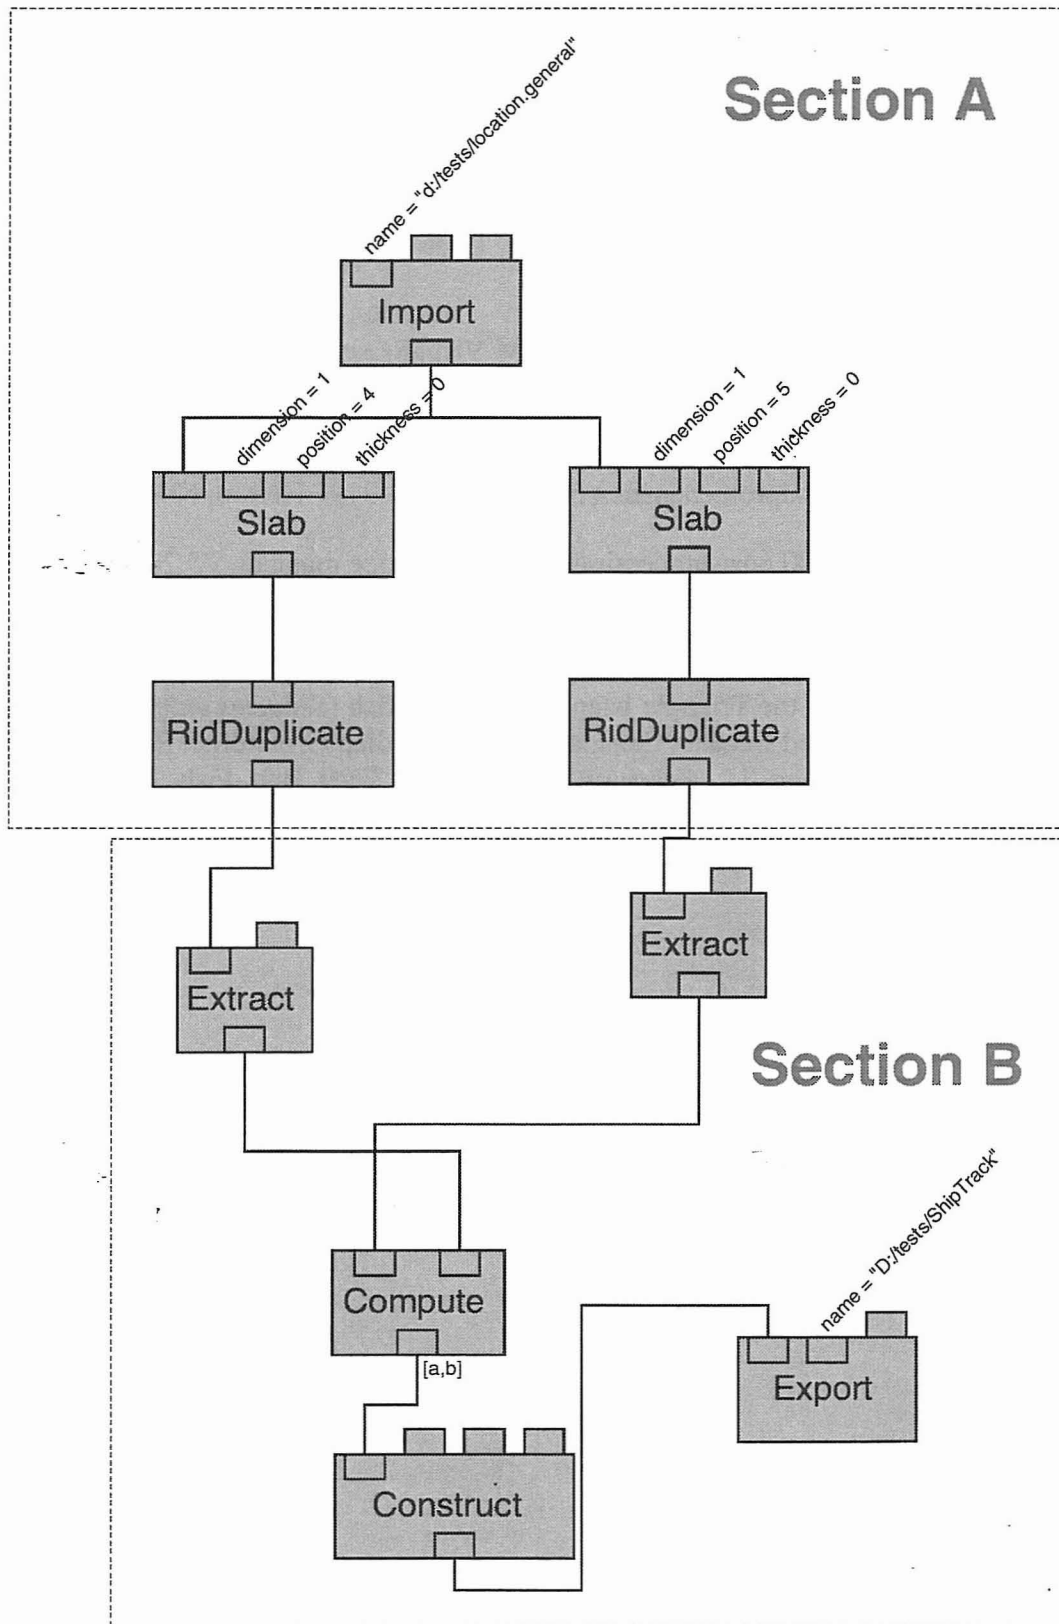 Section A
name = "d:/tests/location.general"
Import
dimension = 1
position = 4
thickness = 0
dimension = 1
position = 5
thickness = 0
Slab
Slab
RidDuplicate
RidDuplicate
Extract
Extract
Section B
name = "D:/tests/ShipTrack"
Compute
[a,b]
Export
Construct